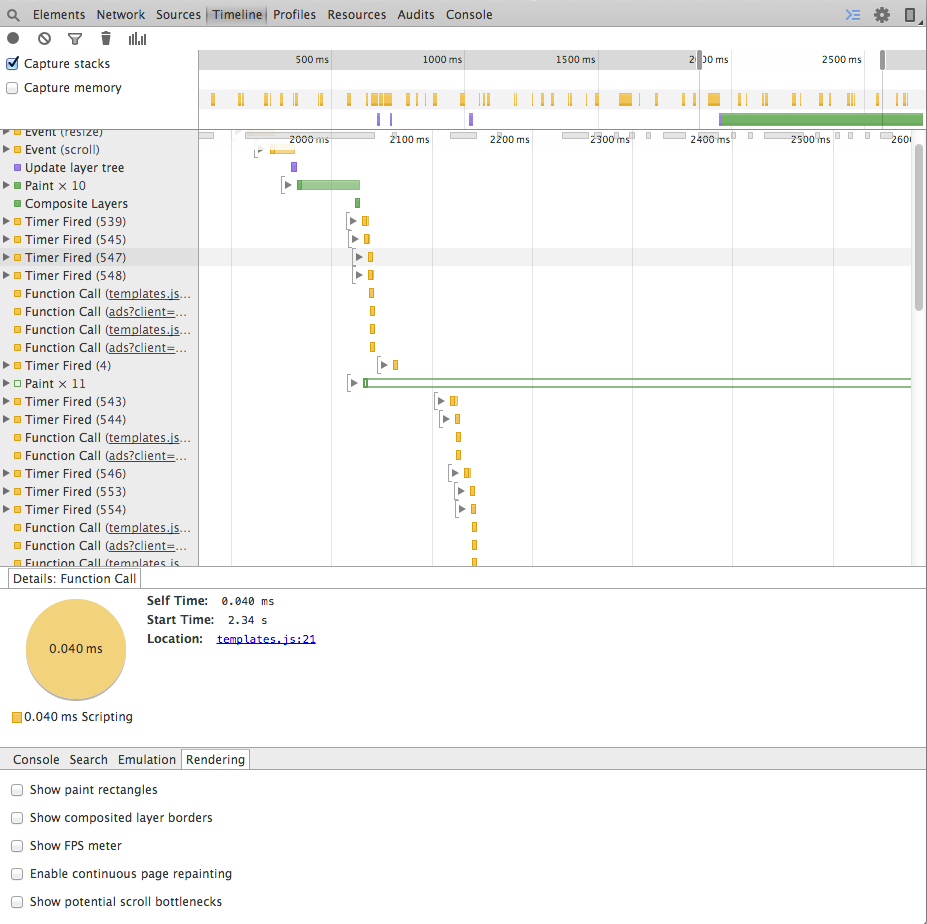 Elements Network Sources Timeline Profiles Resources Audits Console
Capture stacks
Capture memory
500 ms 1000 ms 1500 ms 2000 ms 2500 ms
2000 ms 2100 ms 2200 ms 2300 ms 2400 ms 2500 ms
Event (resize)
Event (scroll)
Update layer tree
Paint × 10
Composite Layers
Timer Fired (539)
Timer Fired (545)
Timer Fired (547)
Timer Fired (548)
Function Call (templates.js...
Function Call (ads?client=...
Function Call (templates.js...
Function Call (ads?client=...
Timer Fired (4)
Paint × 11
Timer Fired (543)
Timer Fired (544)
Function Call (templates.js...
Function Call (ads?client=...
Timer Fired (546)
Timer Fired (553)
Timer Fired (554)
Function Call (templates.js...
Function Call (ads?client=...
Function Call (templates.js
Details: Function Call
Self Time: 0.040 ms
Start Time: 2.34 s
Location: templates.js:21
0.040 ms
0.040 ms Scripting
Console Search Emulation Rendering
Show paint rectangles
Show composited layer borders
Show FPS meter
Enable continuous page repainting
Show potential scroll bottlenecks